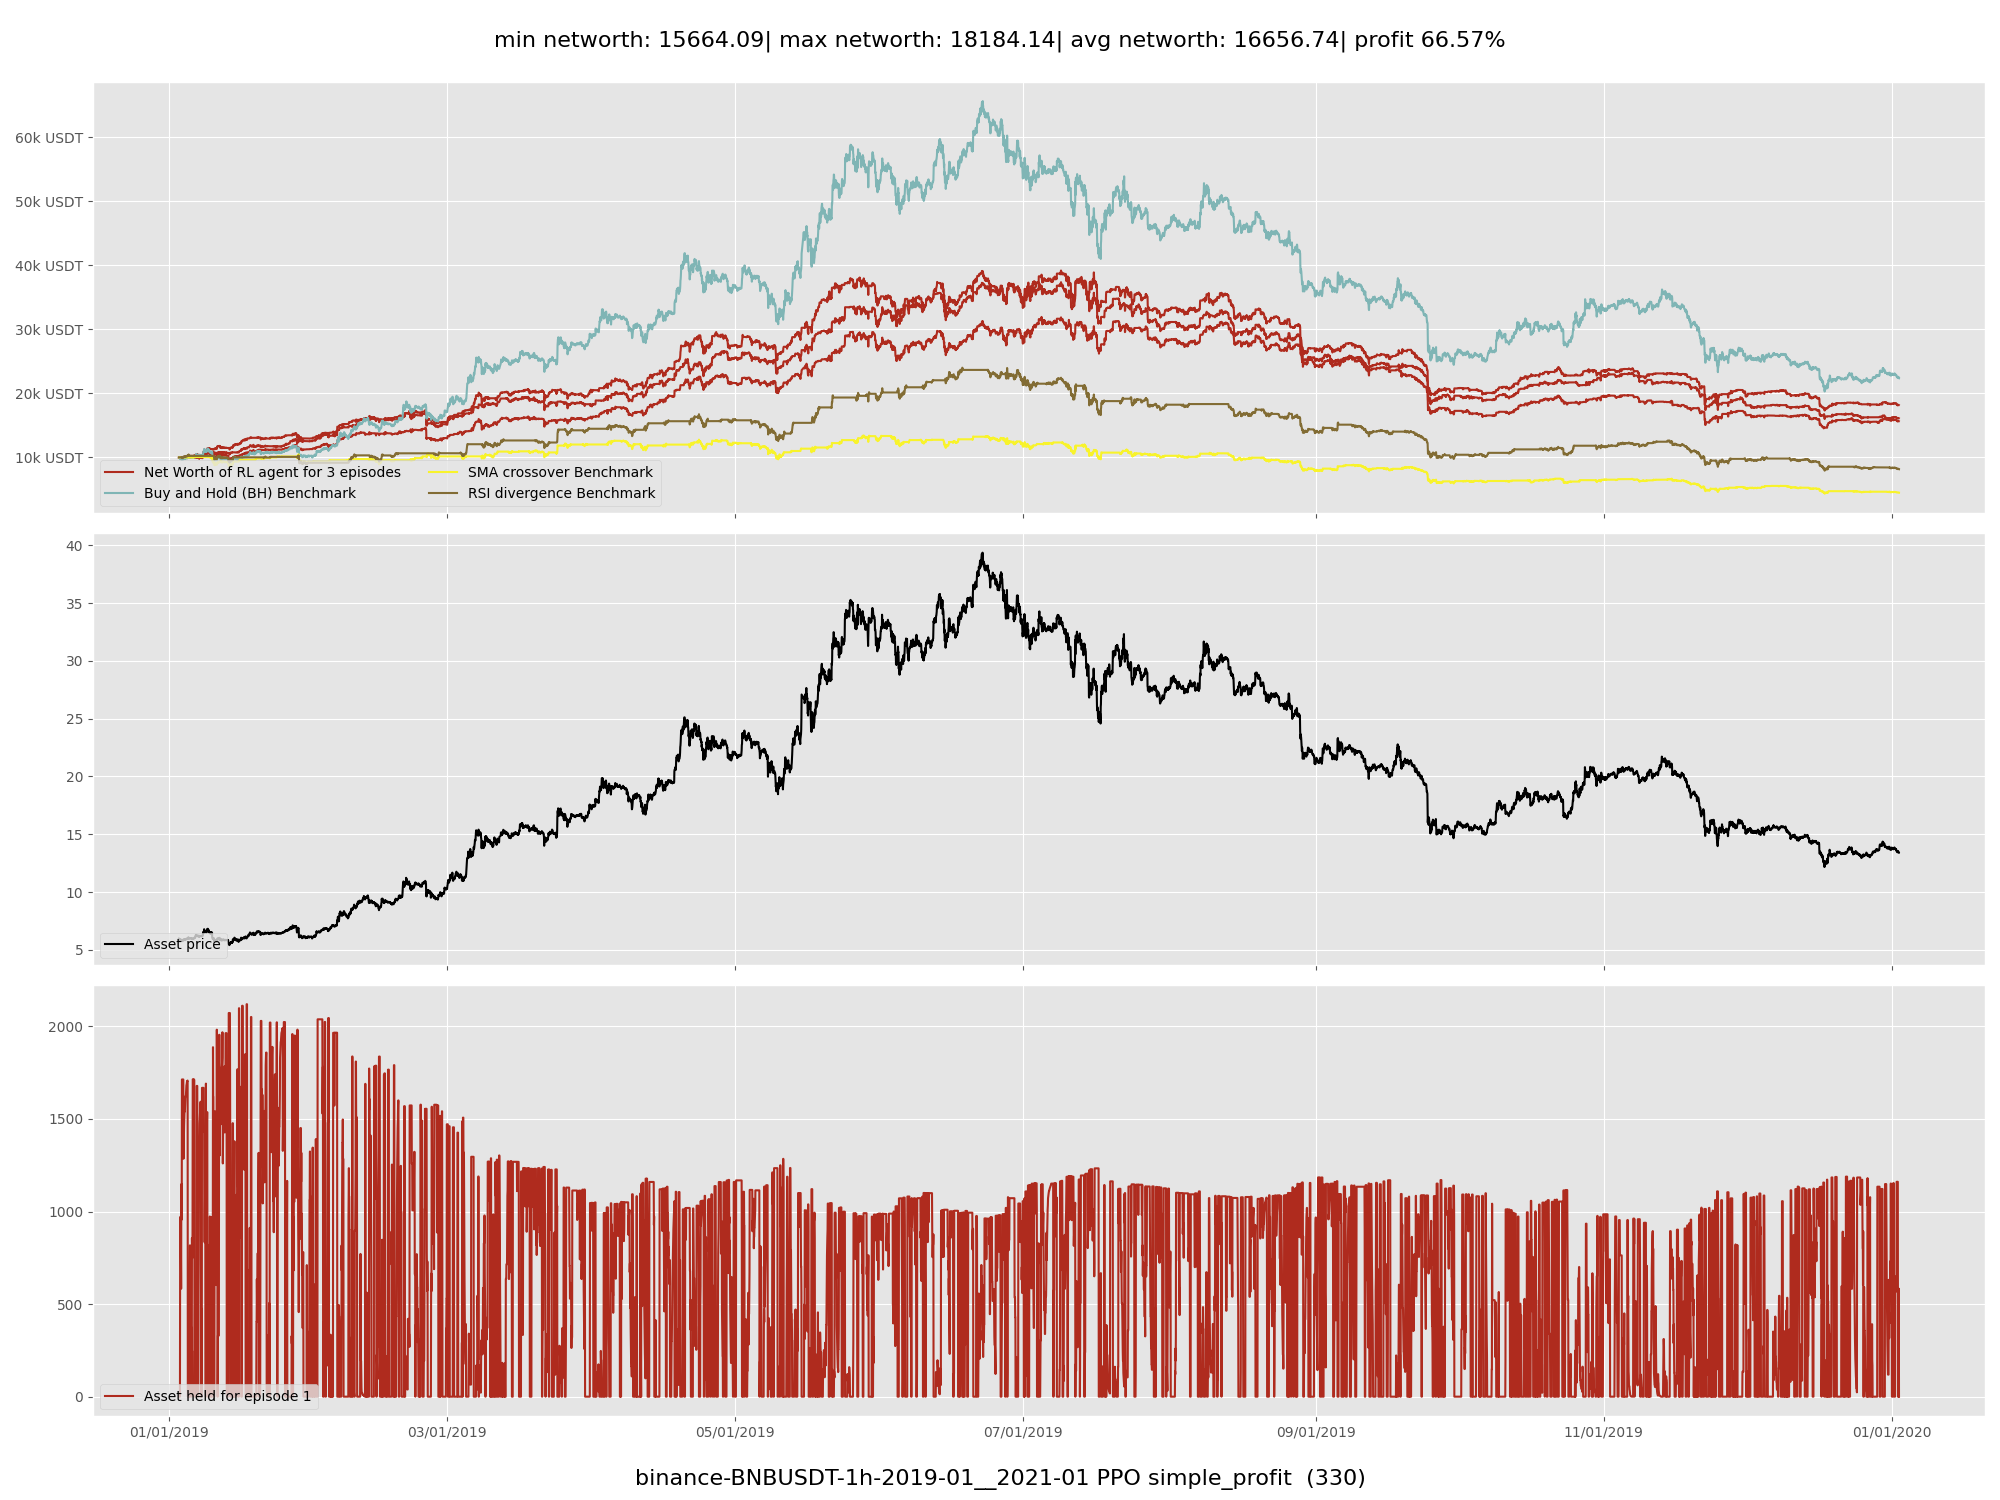 min networth: 15664.09| max networth: 18184.14| avg networth: 16656.74| profit 66.57%
60k USDT
50k USDT
40k USDT
30k USDT
20k USDT
10k USDT
Net Worth of RL agent for 3 episodes
Buy and Hold (BH) Benchmark
SMA crossover Benchmark
RSI divergence Benchmark
40
35
30
25
20
15
10
5
Asset price
2000
1500
1000
500
0
Asset held for episode 1
01/01/2019
03/01/2019
05/01/2019
07/01/2019
09/01/2019
11/01/2019
01/01/2020
binance-BNBUSDT-1h-2019-01__2021-01 PPO simple_profit  (330)